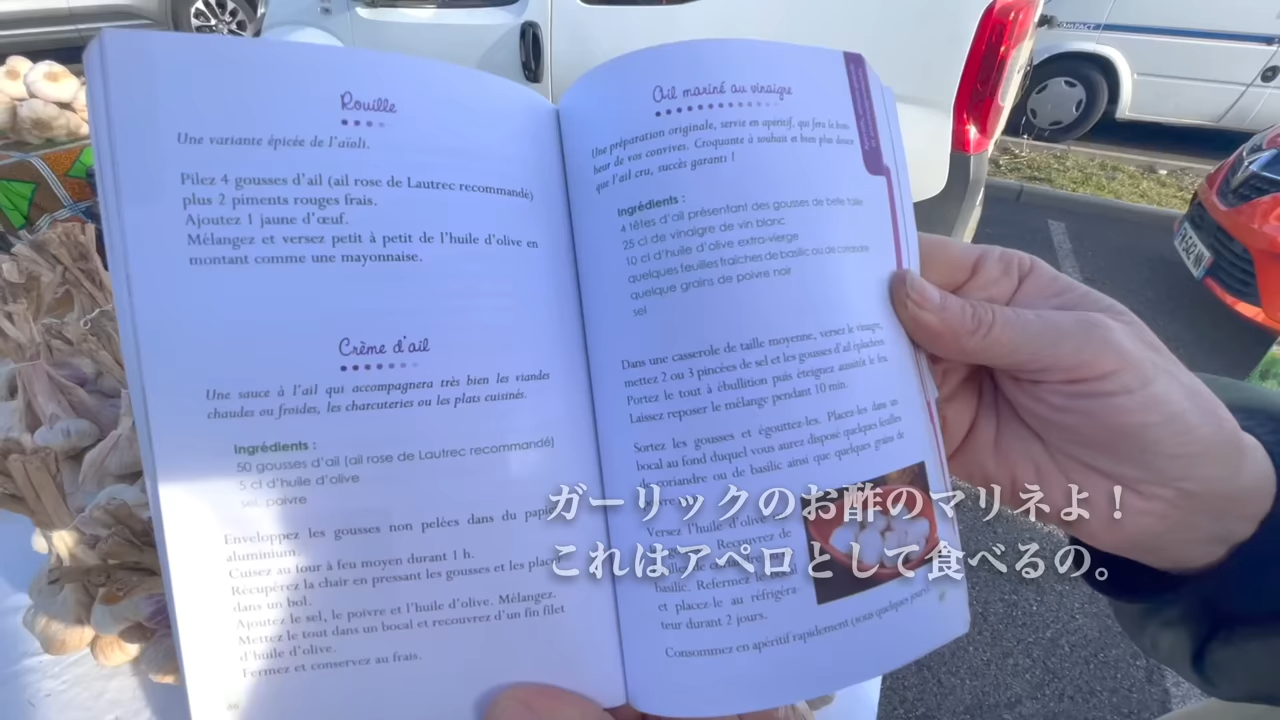 Rouille
Une variante épicée de l'aïoli.
Pilez 4 gousses d'ail (ail rose de Lautrec recommandé)
plus 2 piments rouges frais.
Ajoutez 1 jaune d'œuf.
Mélangez et versez petit à petit de l'huile d'olive en
montant comme une mayonnaise.
Crème d'ail
Une sauce à l'ail qui accompagnera très bien les viandes
chaudes ou froides, les charcuteries ou les plats cuisinés.
Ingrédients :
50 gousses d'ail (ail rose de Lautrec recommandé)
5 cl d'huile d'olive
sel, poivre
Enveloppez les gousses non pelées dans du papier
aluminium.
Cuisez au four à feu moyen durant 1 h.
Récupérez la chair en pressant les gousses et les placez
dans un bol.
Ajoutez le sel, le poivre et l'huile d'olive. Mélangez.
Mettez le tout dans un bocal et recouvrez d'un fin filet
d'huile d'olive.
Fermez et conservez au frais.
Ail mariné au vinaigre
Une préparation originale, servie en apéritif, qui fera le bon-
heur de vos convives. Croquante à souhait et bien plus douce
que l'ail cru, succès garanti !
Ingrédients :
4 têtes d'ail présentant des gousses de belle taille
25 cl de vinaigre de vin blanc
10 cl d'huile d'olive extra-vierge
quelques feuilles fraîches de basilic ou de coriandre
quelque grains de poivre noir
sel
Dans une casserole de taille moyenne, versez le vinaigre,
mettez 2 ou 3 pincées de sel et les gousses d'ail épluchées.
Portez le tout à ébullition puis éteignez aussitôt le feu.
Laissez reposer le mélange pendant 10 min.
Sortez les gousses et égouttez-les. Placez-les dans un
bocal au fond duquel vous aurez disposé quelques feuilles
de coriandre ou de basilic ainsi que quelques grains de
Versez l'huile d'olive
Recouvrez de
basilic. Refermez le bocal
et placez-le au réfrigéra-
teur durant 2 jours.
Consommez en apéritif rapidement (sous quelques jours).
ガーリックのお酢のマリネよ！
これはアペロとして食べるの。
COMPACT